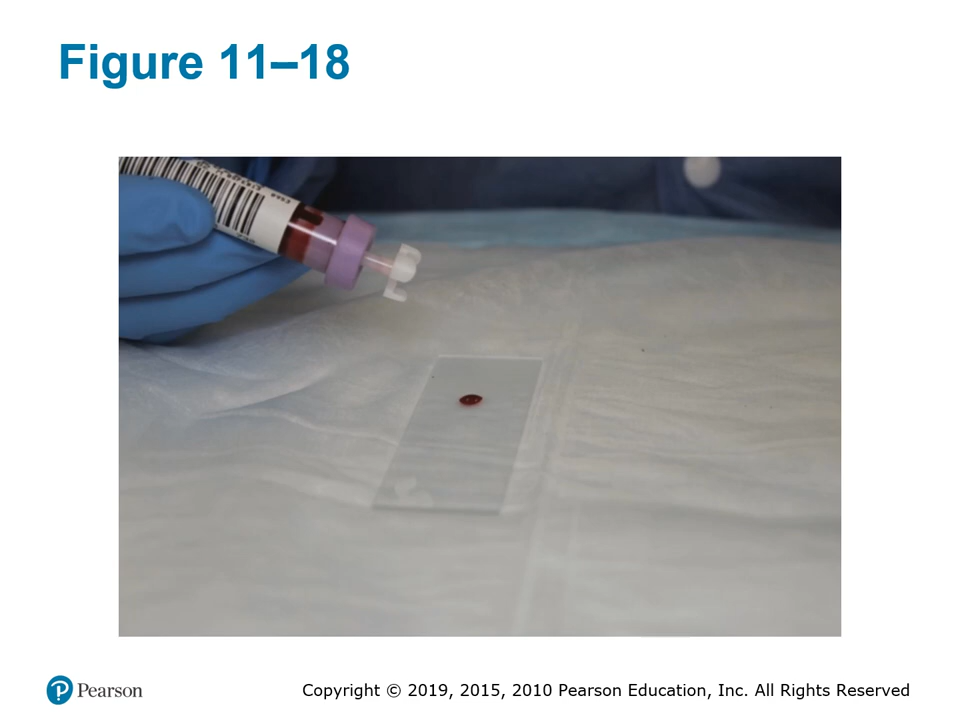 Figure 11–18
Pearson
Copyright © 2019, 2015, 2010 Pearson Education, Inc. All Rights Reserved